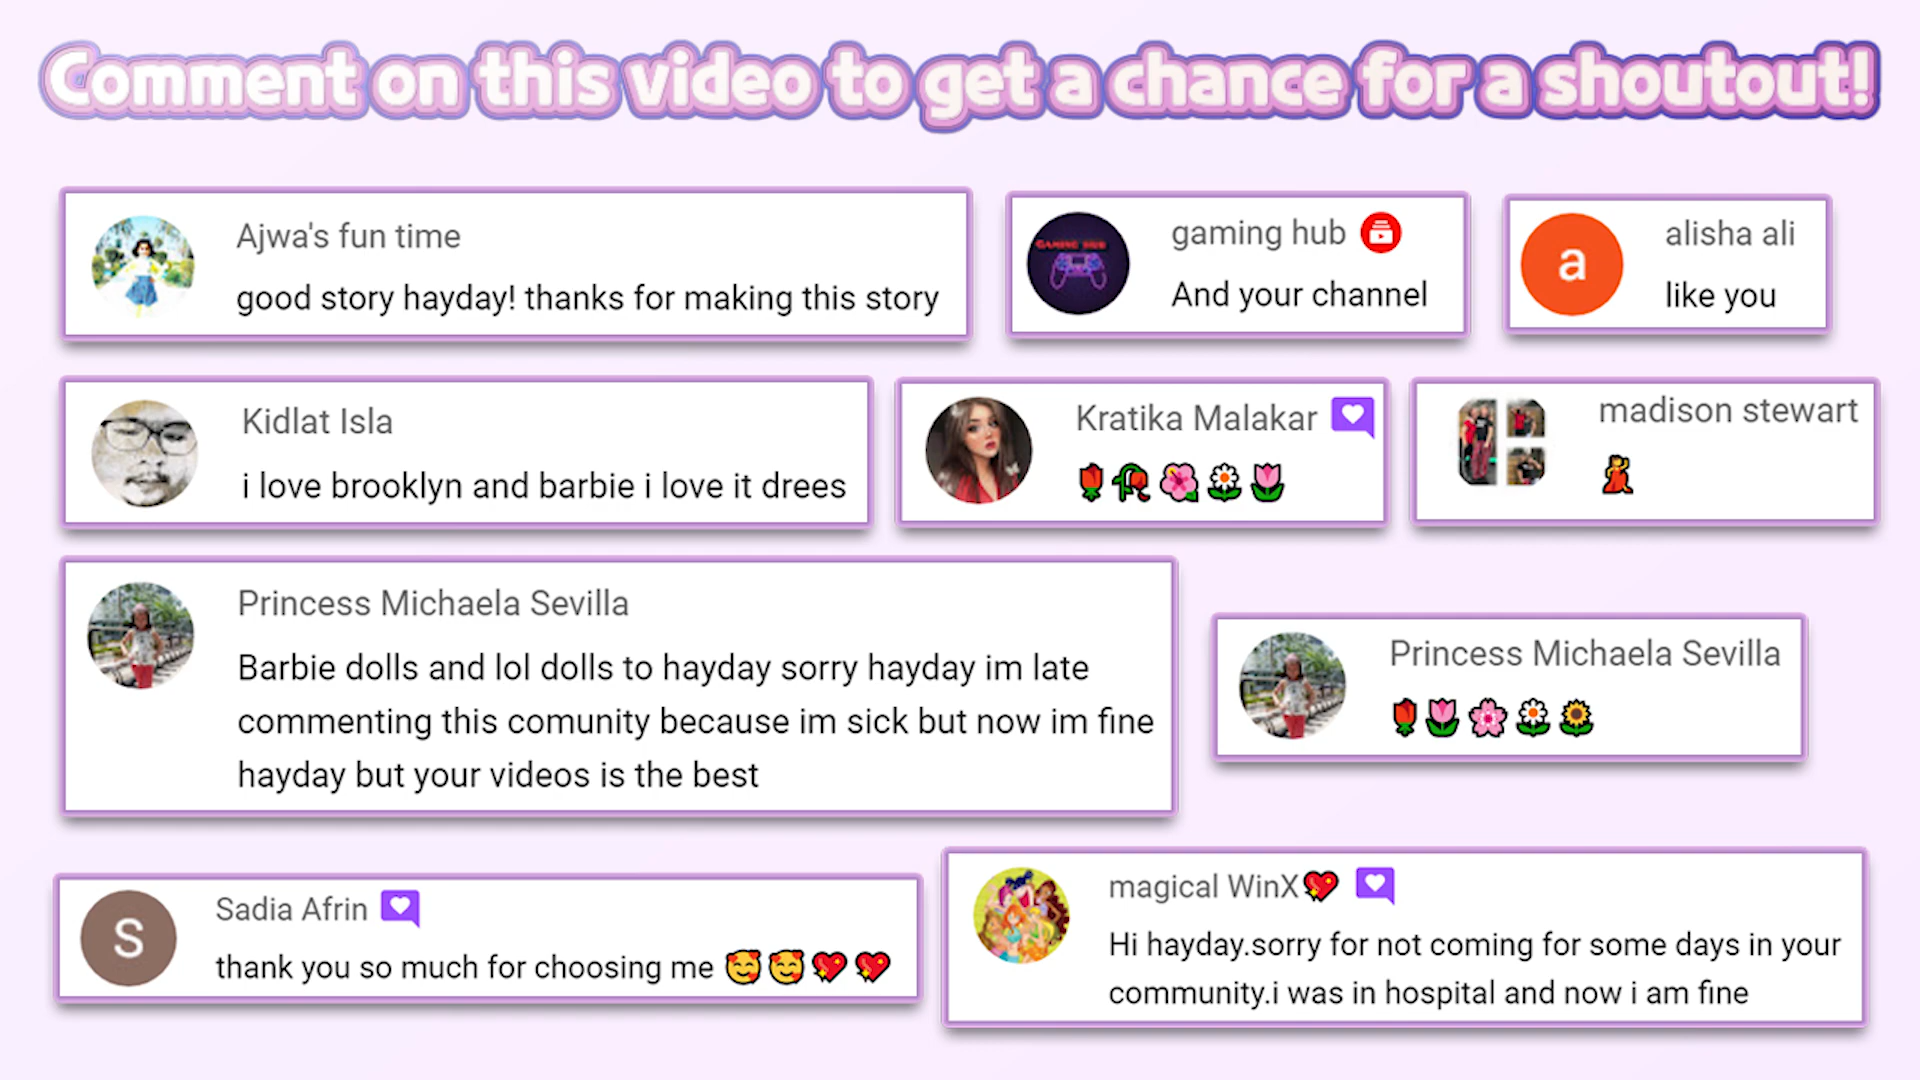 Comment on this video to get a chance for a shoutout!
Ajwa's fun time
good story hayday! thanks for making this story
GAMING HUB
gaming hub
And your channel
a
alisha ali
like you
Kidlat Isla
i love brooklyn and barbie i love it drees
Kratika Malakar
🌹🥀🌺🌼🌷
madison stewart
💃
Princess Michaela Sevilla
Barbie dolls and lol dolls to hayday sorry hayday im late
commenting this comunity because im sick but now im fine
hayday but your videos is the best
Princess Michaela Sevilla
🌹🌷🌸🌼🌻
S
Sadia Afrin
thank you so much for choosing me 🥰🥰💖💖
magical WinX💖
Hi hayday.sorry for not coming for some days in your
community.i was in hospital and now i am fine